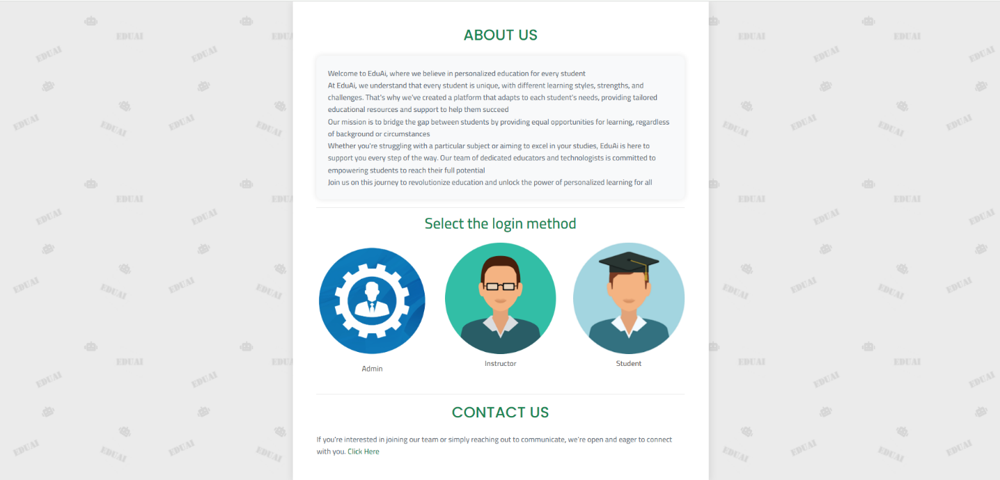 ABOUT US
Welcome to EduAi, where we believe in personalized education for every student
At EduAi, we understand that every student is unique, with different learning styles, strengths, and
challenges. That's why we've created a platform that adapts to each student's needs, providing tailored
educational resources and support to help them succeed
Our mission is to bridge the gap between students by providing equal opportunities for learning, regardless
of background or circumstances
Whether you're struggling with a particular subject or aiming to excel in your studies, EduAi is here to
support you every step of the way. Our team of dedicated educators and technologists is committed to
empowering students to reach their full potential
Join us on this journey to revolutionize education and unlock the power of personalized learning for all
Select the login method
Admin
Instructor
Student
CONTACT US
If you're interested in joining our team or simply reaching out to communicate, we're open and eager to connect
with you. Click Here
EDUAI